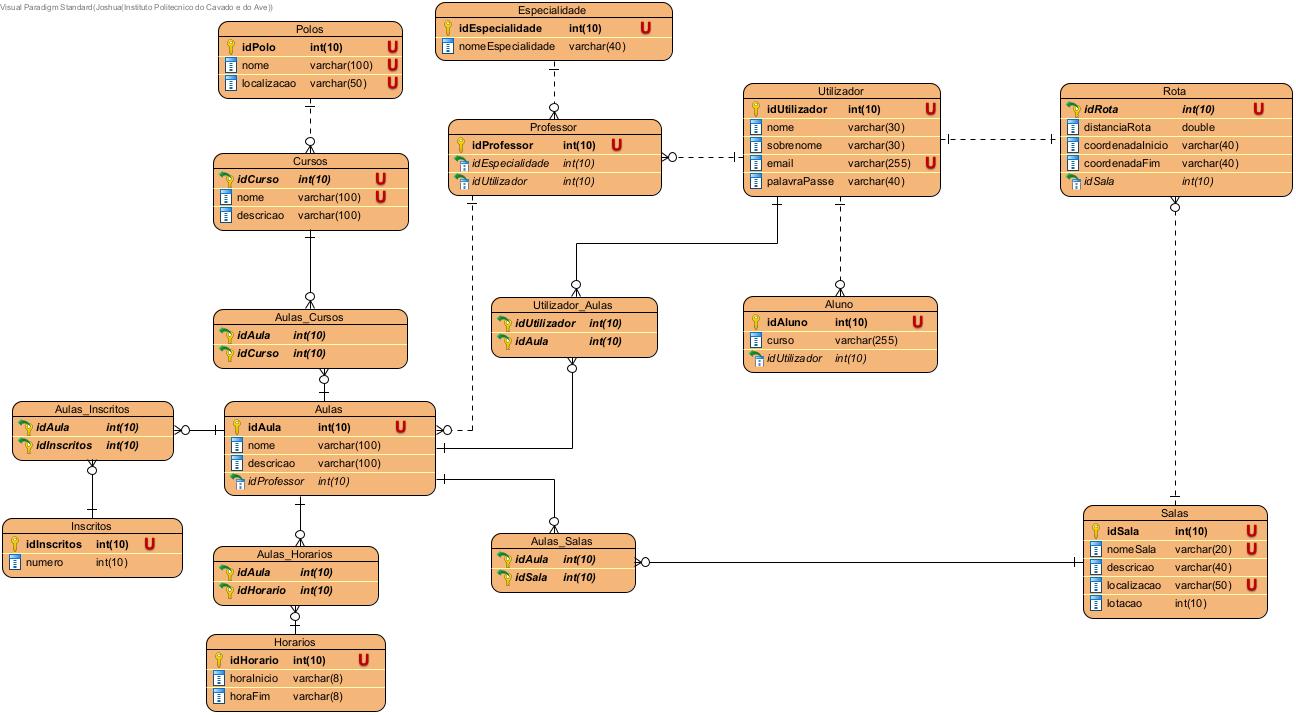 Visual Paradigm Standard(Joshua(Instituto Politecnico do Cavado e do Ave))
Polos
idPolo int(10) U
nome varchar(100) U
localizacao varchar(50) U
Especialidade
idEspecialidade int(10) U
nomeEspecialidade varchar(40)
Utilizador
idUtilizador int(10) U
nome varchar(30)
sobrenome varchar(30)
email varchar(255) U
palavraPasse varchar(40)
Rota
idRota int(10) U
distanciaRota double
coordenadaInicio varchar(40)
coordenadaFim varchar(40)
idSala int(10)
Professor
idProfessor int(10) U
idEspecialidade int(10)
idUtilizador int(10)
Cursos
idCurso int(10) U
nome varchar(100) U
descricao varchar(100)
Aulas_Cursos
idAula int(10)
idCurso int(10)
Utilizador_Aulas
idUtilizador int(10)
idAula int(10)
Aluno
idAluno int(10) U
curso varchar(255)
idUtilizador int(10)
Aulas_Inscritos
idAula int(10)
idInscritos int(10)
Aulas
idAula int(10) U
nome varchar(100)
descricao varchar(100)
idProfessor int(10)
Inscritos
idInscritos int(10) U
numero int(10)
Aulas_Horarios
idAula int(10)
idHorario int(10)
Aulas_Salas
idAula int(10)
idSala int(10)
Salas
idSala int(10) U
nomeSala varchar(20) U
descricao varchar(40)
localizacao varchar(50) U
lotacao int(10)
Horarios
idHorario int(10) U
horaInicio varchar(8)
horaFim varchar(8)